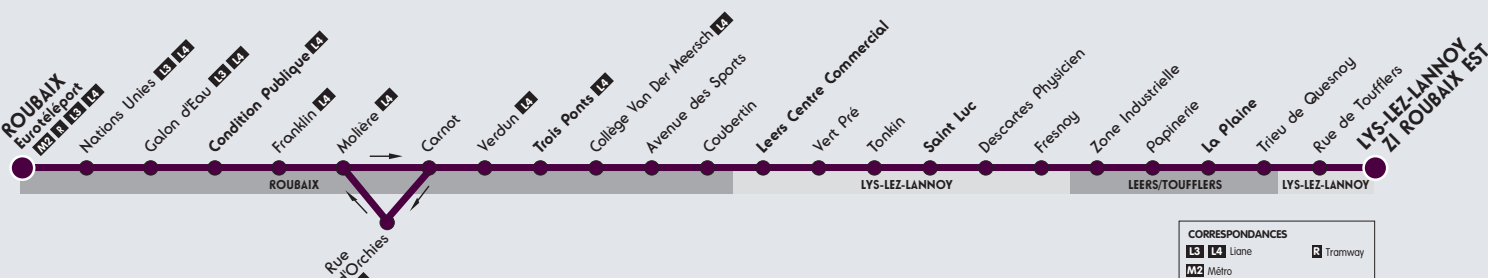 ROUBAIX
Eurotéléport
M2 R L3 L4
Nations Unies L3 L4
Galon d'Eau L3 L4
Condition Publique L4
Franklin L4
Molière L4
Carnot
Verdun L4
Trois Ponts L4
Collège Van Der Meersch L4
Avenue des Sports
Coubertin
Leers Centre Commercial
Vert Pré
Tonkin
Saint Luc
Descartes Physicien
Fresnoy
Zone Industrielle
Papinerie
La Plaine
Trieu de Quesnoy
Rue de Toufflers
LYS-LEZ-LANNOY
ZI ROUBAIX EST
ROUBAIX
LYS-LEZ-LANNOY
LEERS/TOUFFLERS
LYS-LEZ-LANNOY
Rue
d'Orchies
CORRESPONDANCES
L3 L4 Liane
R Tramway
M2 Métro